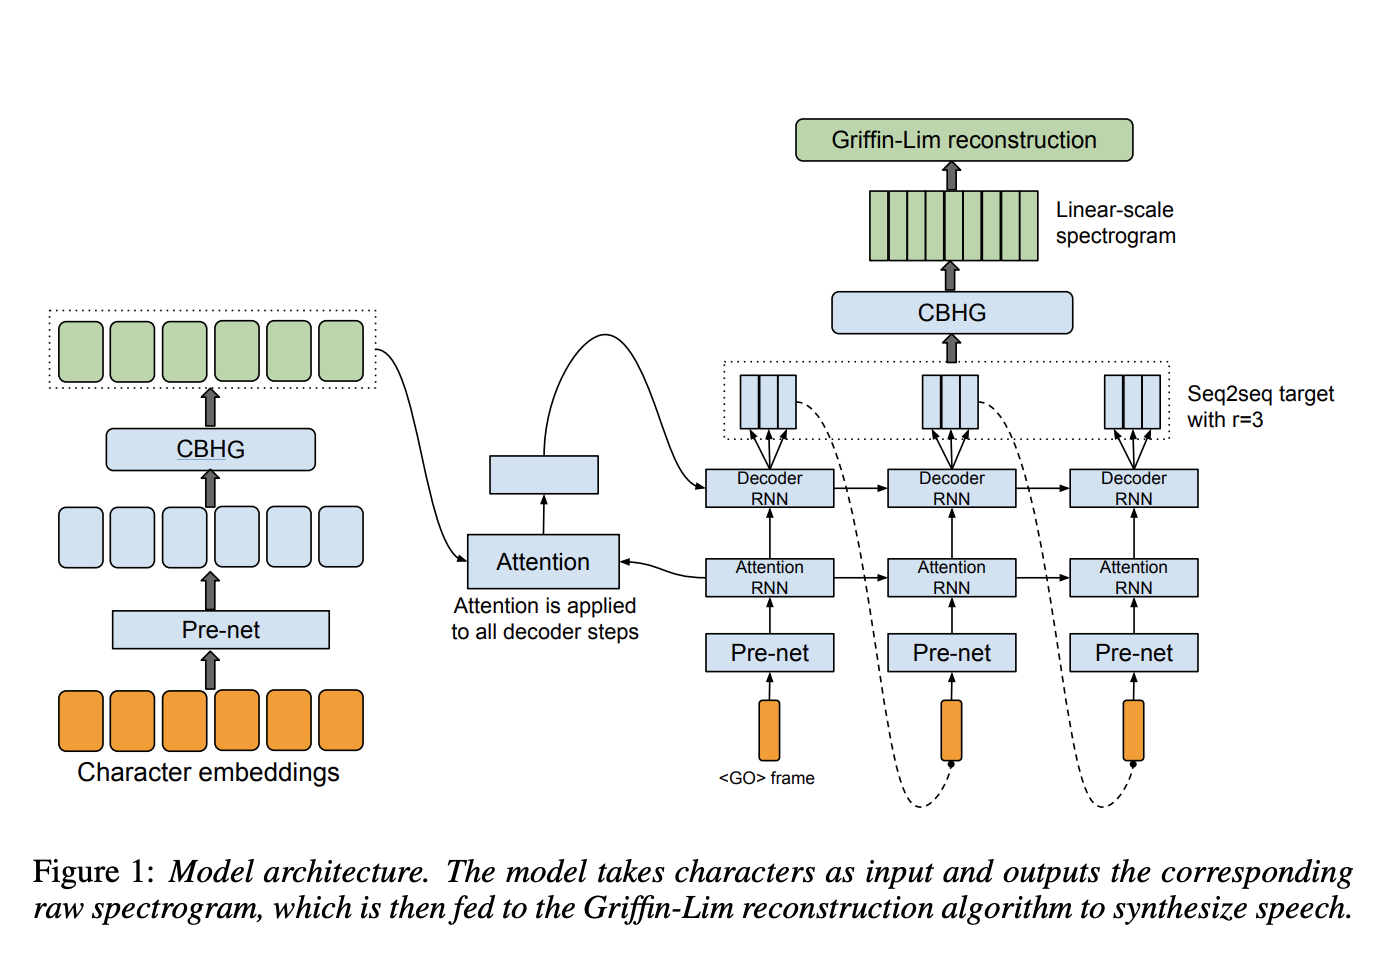 Griffin-Lim reconstruction
Linear-scale
spectrogram
CBHG
Seq2seq target
with r=3
CBHG
Decoder
RNN
Decoder
RNN
Decoder
RNN
Attention
Attention is applied
to all decoder steps
Attention
RNN
Attention
RNN
Attention
RNN
Pre-net
Pre-net
Pre-net
Pre-net
Character embeddings
<GO> frame
Figure 1: Model architecture. The model takes characters as input and outputs the corresponding
raw spectrogram, which is then fed to the Griffin-Lim reconstruction algorithm to synthesize speech.